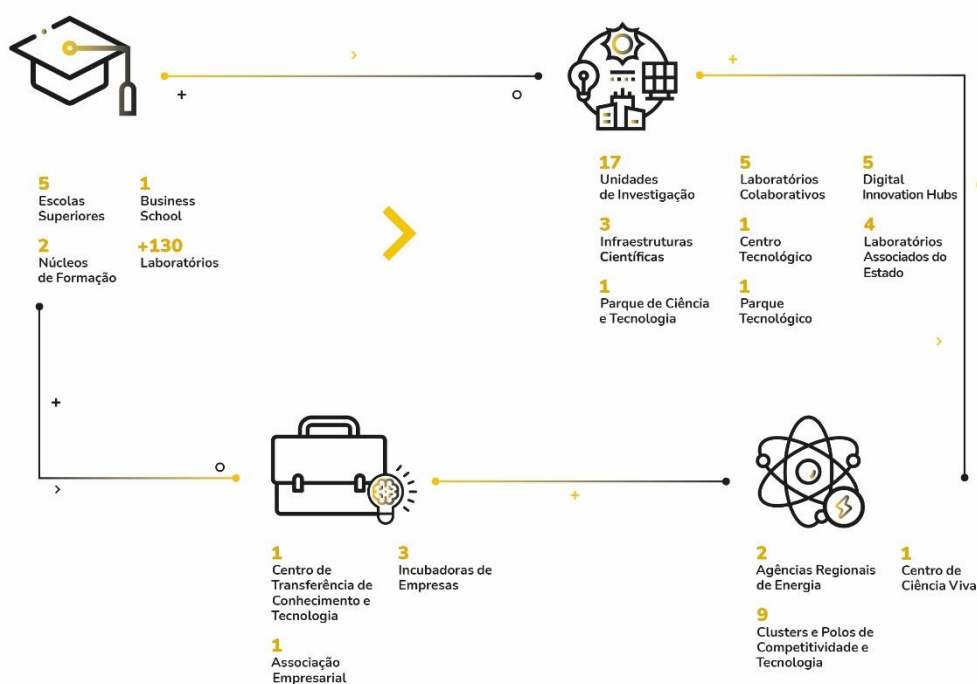 5
Escolas
Superiores
1
Business
School
2
Núcleos
de Formação
+130
Laboratórios
17
Unidades
de Investigação
5
Laboratórios
Colaborativos
5
Digital
Innovation Hubs
3
Infraestruturas
Científicas
1
Centro
Tecnológico
4
Laboratórios
Associados do
Estado
1
Parque de Ciência
e Tecnologia
1
Parque
Tecnológico
1
Centro de
Transferência de
Conhecimento e
Tecnologia
3
Incubadoras de
Empresas
1
Associação
Empresarial
2
Agências Regionais
de Energia
1
Centro de
Ciência Viva
9
Clusters e Polos de
Competitividade e
Tecnologia